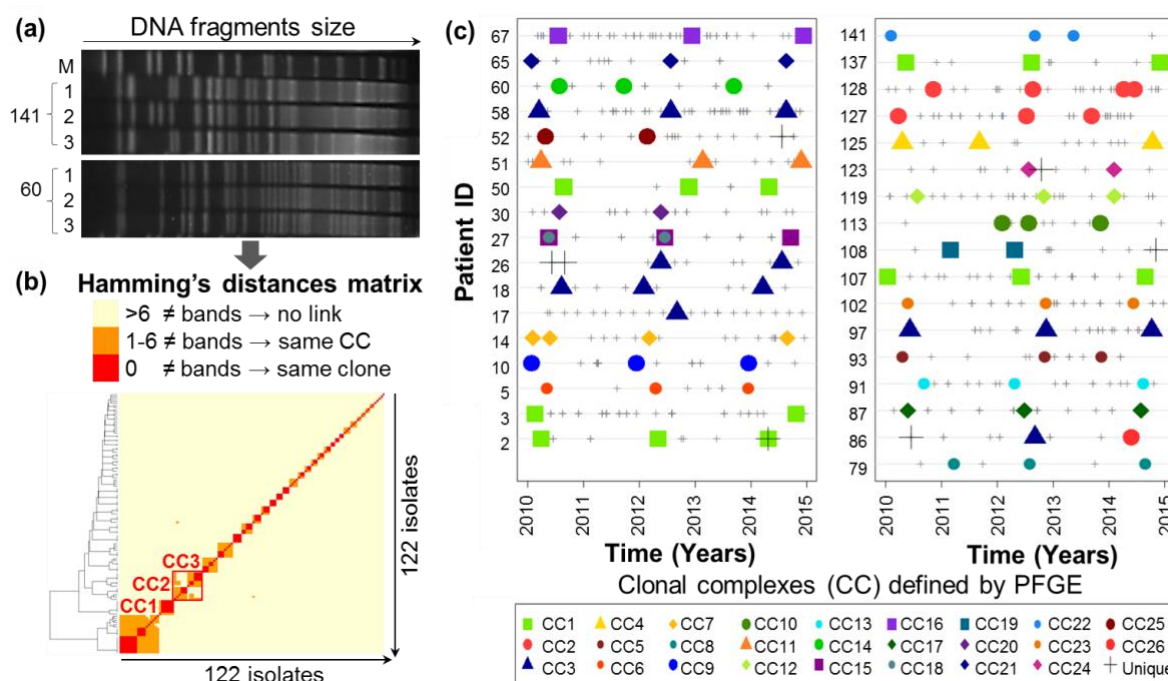 (a) DNA fragments size
M
1
141 2
3
1
60 2
3
(b) Hamming's distances matrix
>6 ≠ bands → no link
1-6 ≠ bands → same CC
0 ≠ bands → same clone
CC3
CC2
CC1
122 isolates
122 isolates
(c)
Patient ID
67
65
60
58
52
51
50
30
27
26
18
17
14
10
5
3
2
2010 2011 2012 2013 2014 2015
Time (Years)
141
137
128
127
125
123
119
113
108
107
102
97
93
91
87
86
79
2010 2011 2012 2013 2014 2015
Time (Years)
Clonal complexes (CC) defined by PFGE
CC1 CC4 CC7 CC10 CC13 CC16 CC19 CC22 CC25
CC2 CC5 CC8 CC11 CC14 CC17 CC20 CC23 CC26
CC3 CC6 CC9 CC12 CC15 CC18 CC21 CC24 Unique